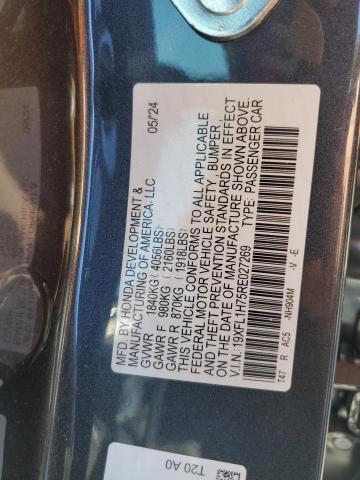 MFD. BY HONDA DEVELOPMENT &
MANUFACTURING OF AMERICA, LLC 05/24
GVWR 1840KG ( 4056LBS)
GAWR F 980KG ( 2160LBS)
GAWR R 870KG ( 1918LBS)
THIS VEHICLE CONFORMS TO ALL APPLICABLE
FEDERAL MOTOR VEHICLE SAFETY, BUMPER,
AND THEFT PREVENTION STANDARDS IN EFFECT
ON THE DATE OF MANUFACTURE SHOWN ABOVE.
V.I.N: 19XFL1H75RE027269 TYPE: PASSENGER CAR
T47 R AC5 -NH904M -V -E
T20 A0